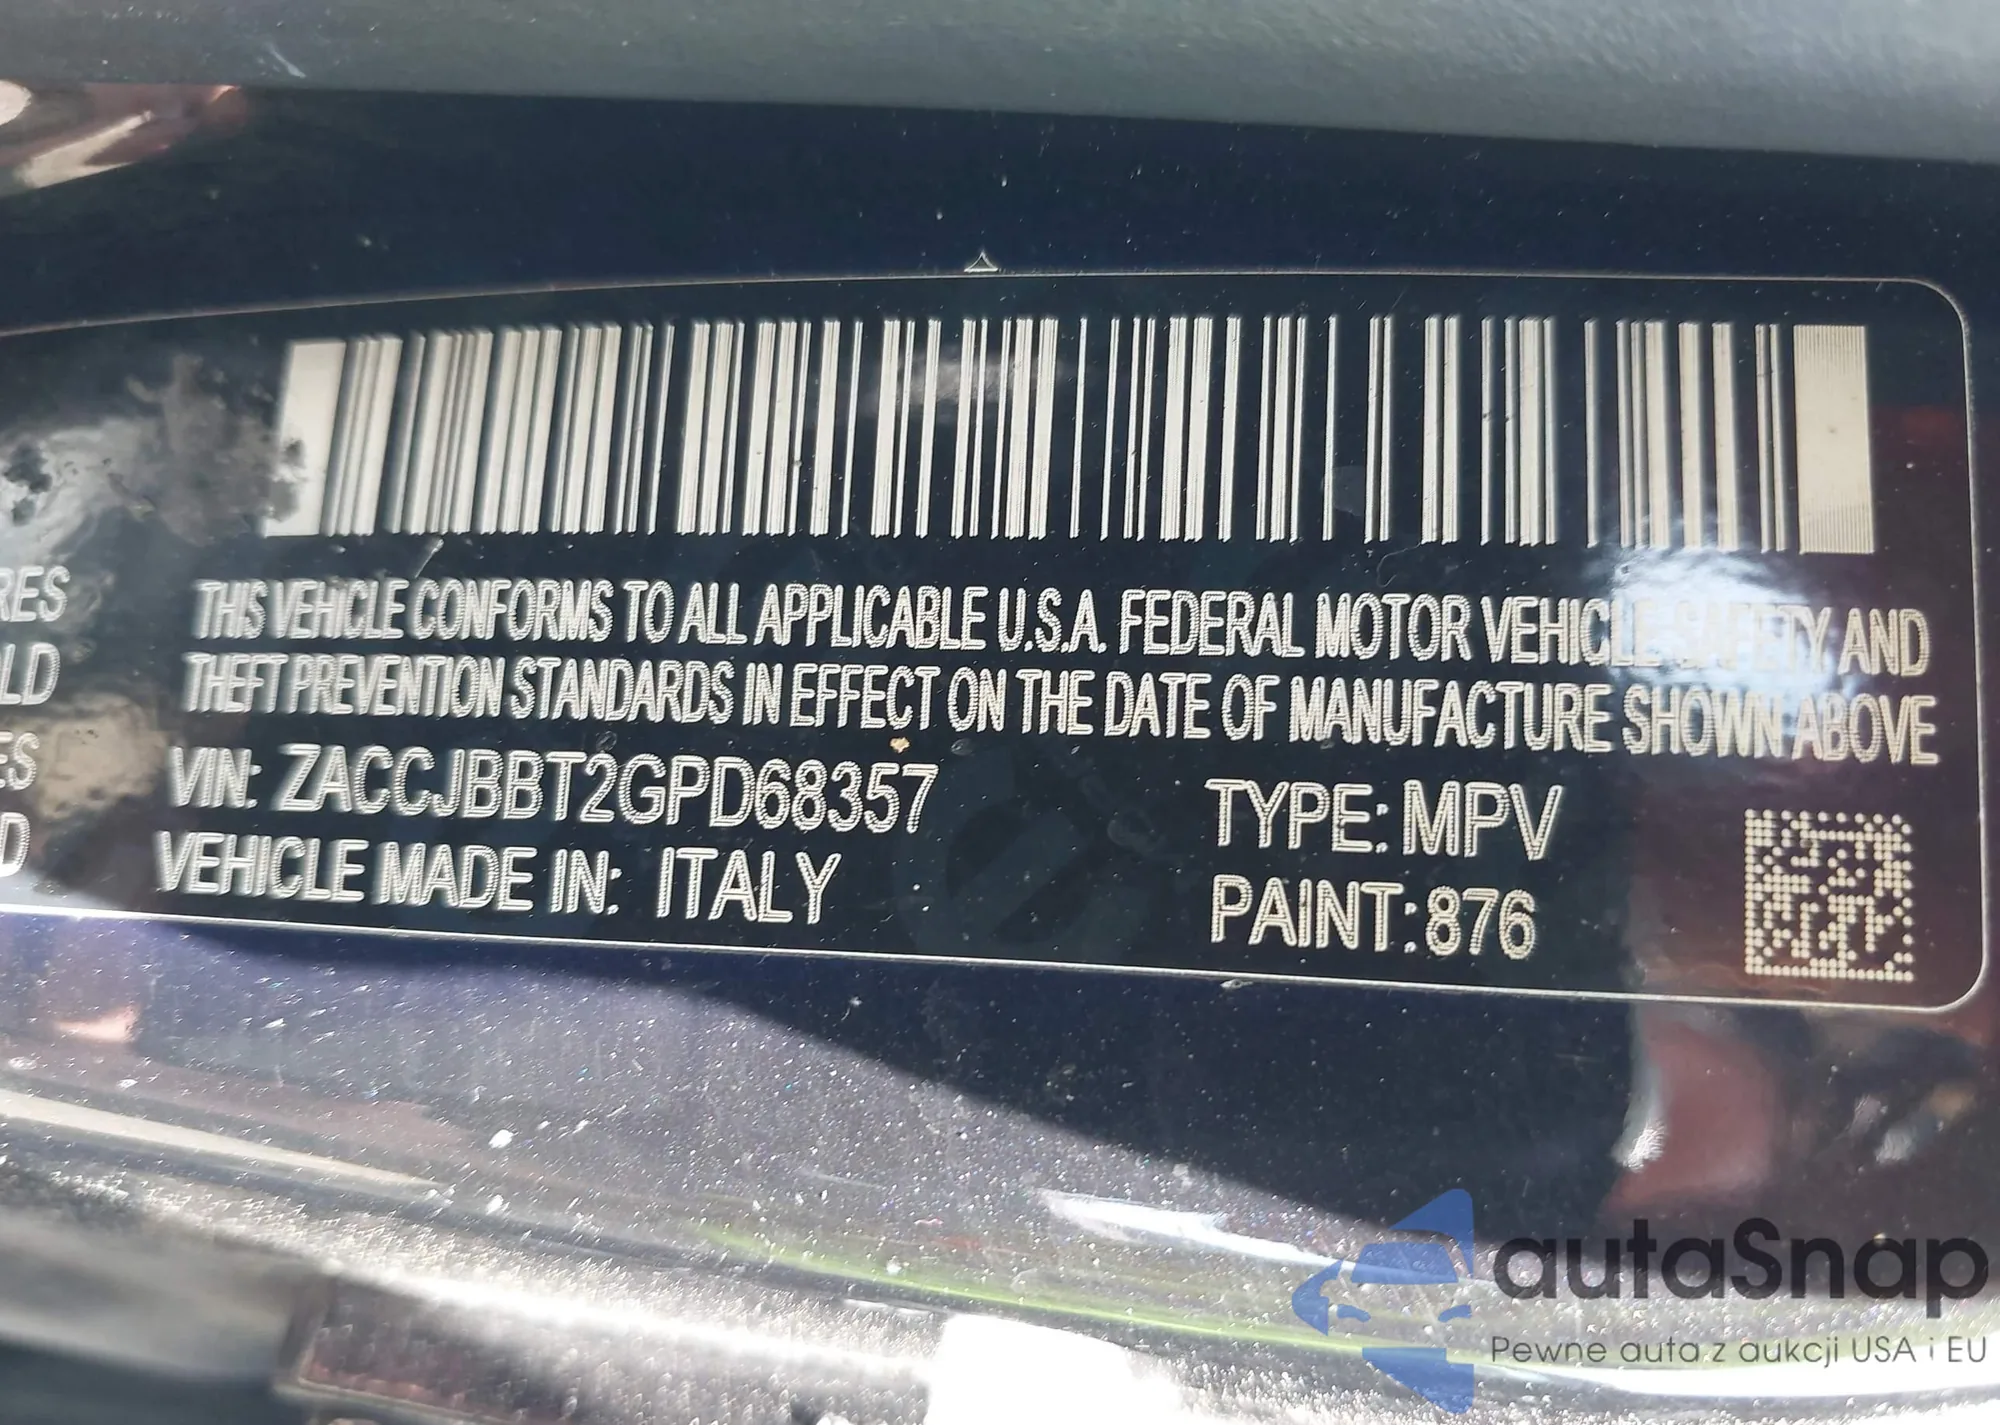 RES
LD
ES
D
THIS VEHICLE CONFORMS TO ALL APPLICABLE U.S.A. FEDERAL MOTOR VEHICLE SAFETY AND
THEFT PREVENTION STANDARDS IN EFFECT ON THE DATE OF MANUFACTURE SHOWN ABOVE
VIN: ZACCJBBT2GPD68357
TYPE: MPV
VEHICLE MADE IN: ITALY
PAINT: 876
autaSnap
Pewne auta z aukcji USA i EU